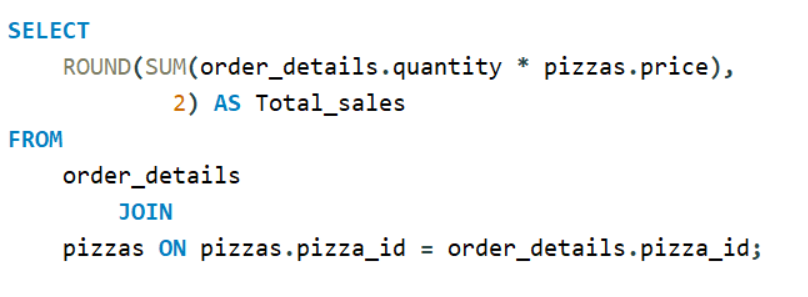 SELECT
ROUND(SUM(order_details.quantity * pizzas.price),
2) AS Total_sales
FROM
order_details
JOIN
pizzas ON pizzas.pizza_id = order_details.pizza_id;